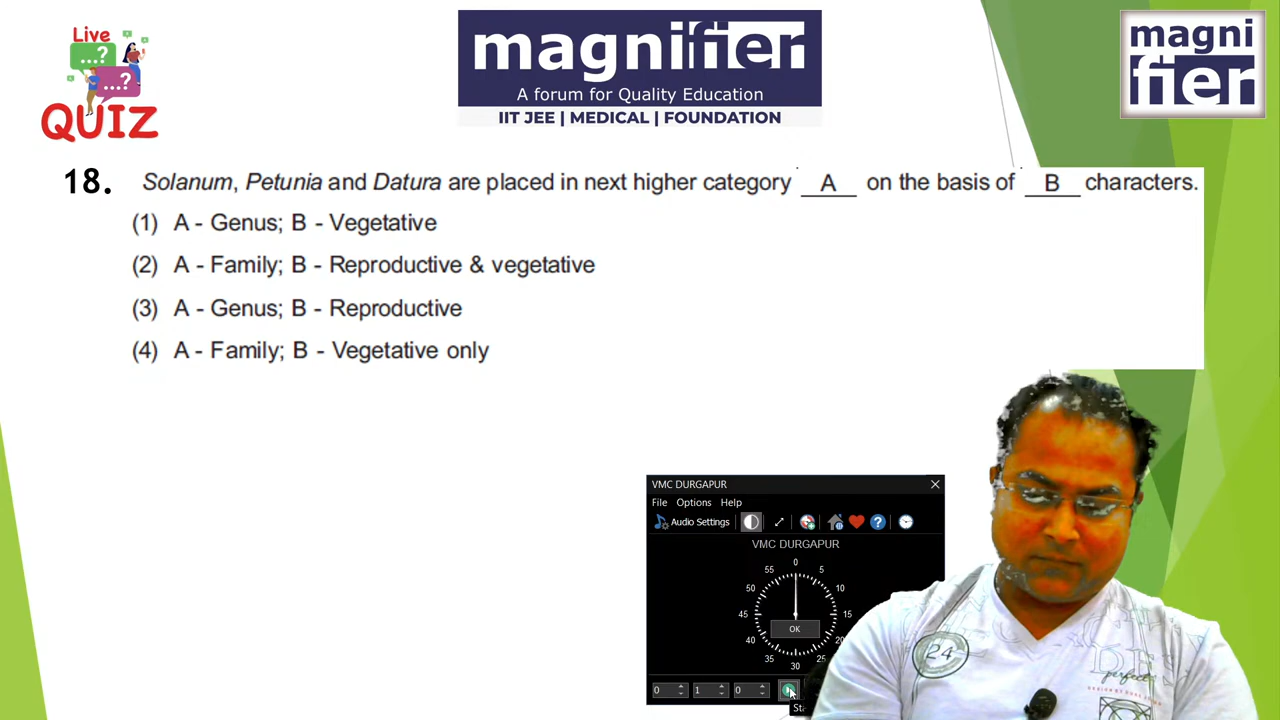 Live
...?
...?
QUIZ
magnifier
A forum for Quality Education
IIT JEE | MEDICAL | FOUNDATION
magni
fier
18. Solanum, Petunia and Datura are placed in next higher category A on the basis of B characters.
(1) A - Genus; B - Vegetative
(2) A - Family; B - Reproductive & vegetative
(3) A - Genus; B - Reproductive
(4) A - Family; B - Vegetative only
VMC DURGAPUR
File Options Help
Audio Settings
VMC DURGAPUR
0
55 5
50 10
45 15
OK
40
35 25
30
0 1 0
24
perfect